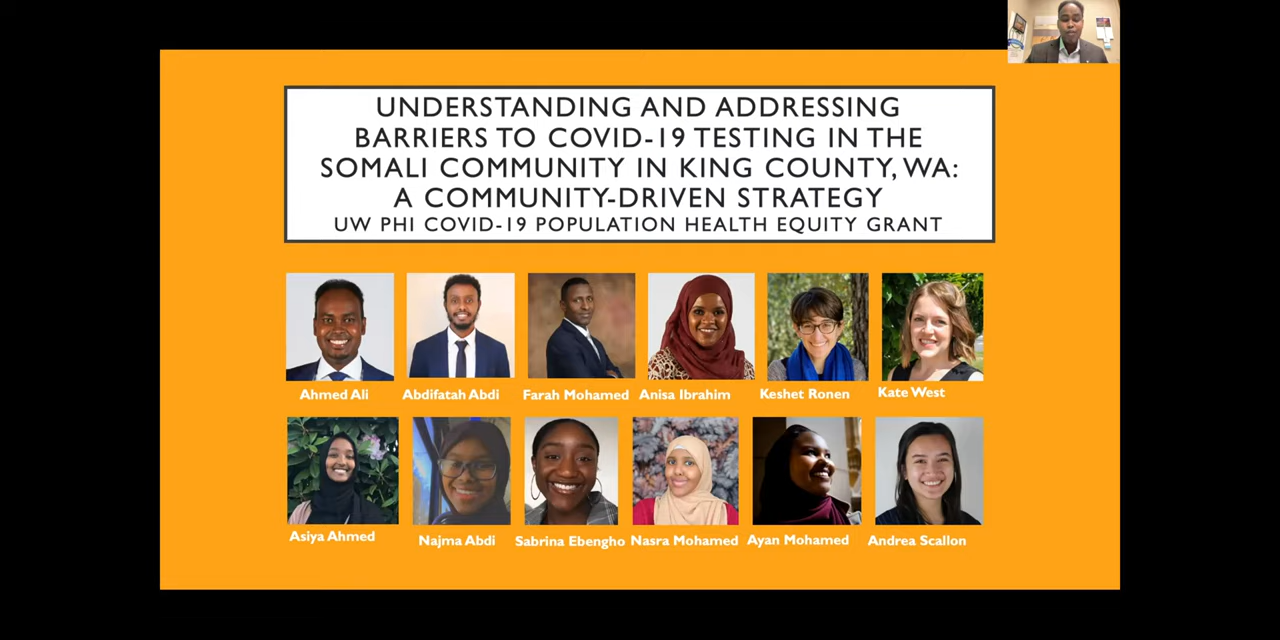 UNDERSTANDING AND ADDRESSING
BARRIERS TO COVID-19 TESTING IN THE
SOMALI COMMUNITY IN KING COUNTY, WA:
A COMMUNITY-DRIVEN STRATEGY
UW PHI COVID-19 POPULATION HEALTH EQUITY GRANT
Ahmed Ali
Abdifatah Abdi
Farah Mohamed
Anisa Ibrahim
Keshet Ronen
Kate West
Asiya Ahmed
Najma Abdi
Sabrina Ebengho
Nasra Mohamed
Ayan Mohamed
Andrea Scallon